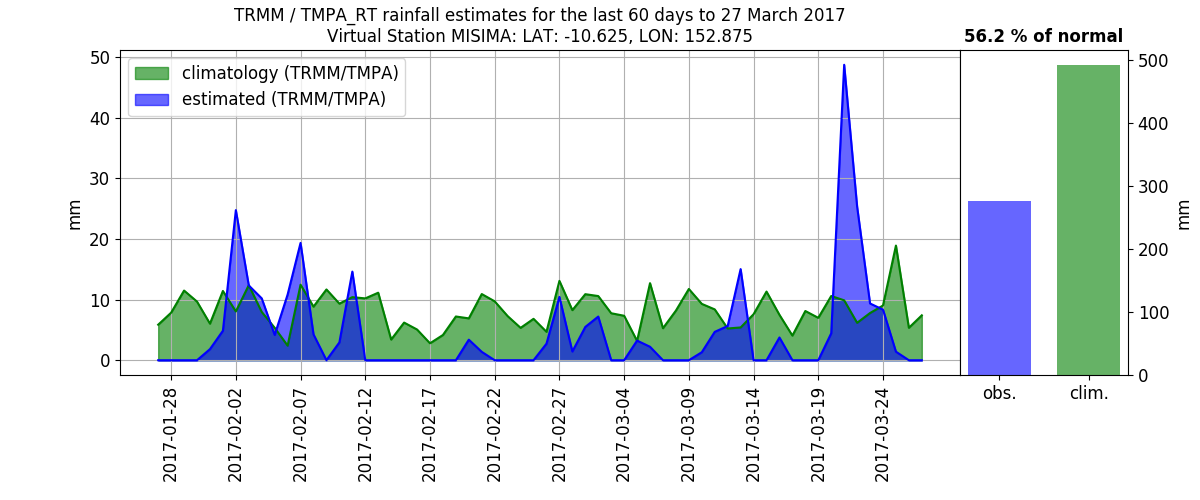 TRMM / TMPA_RT rainfall estimates for the last 60 days to 27 March 2017
Virtual Station MISIMA: LAT: -10.625, LON: 152.875
56.2 % of normal
climatology (TRMM/TMPA)
estimated (TRMM/TMPA)
mm
50
40
30
20
10
0
2017-01-28
2017-02-02
2017-02-07
2017-02-12
2017-02-17
2017-02-22
2017-02-27
2017-03-04
2017-03-09
2017-03-14
2017-03-19
2017-03-24
500
400
300
200
100
0
mm
obs.
clim.